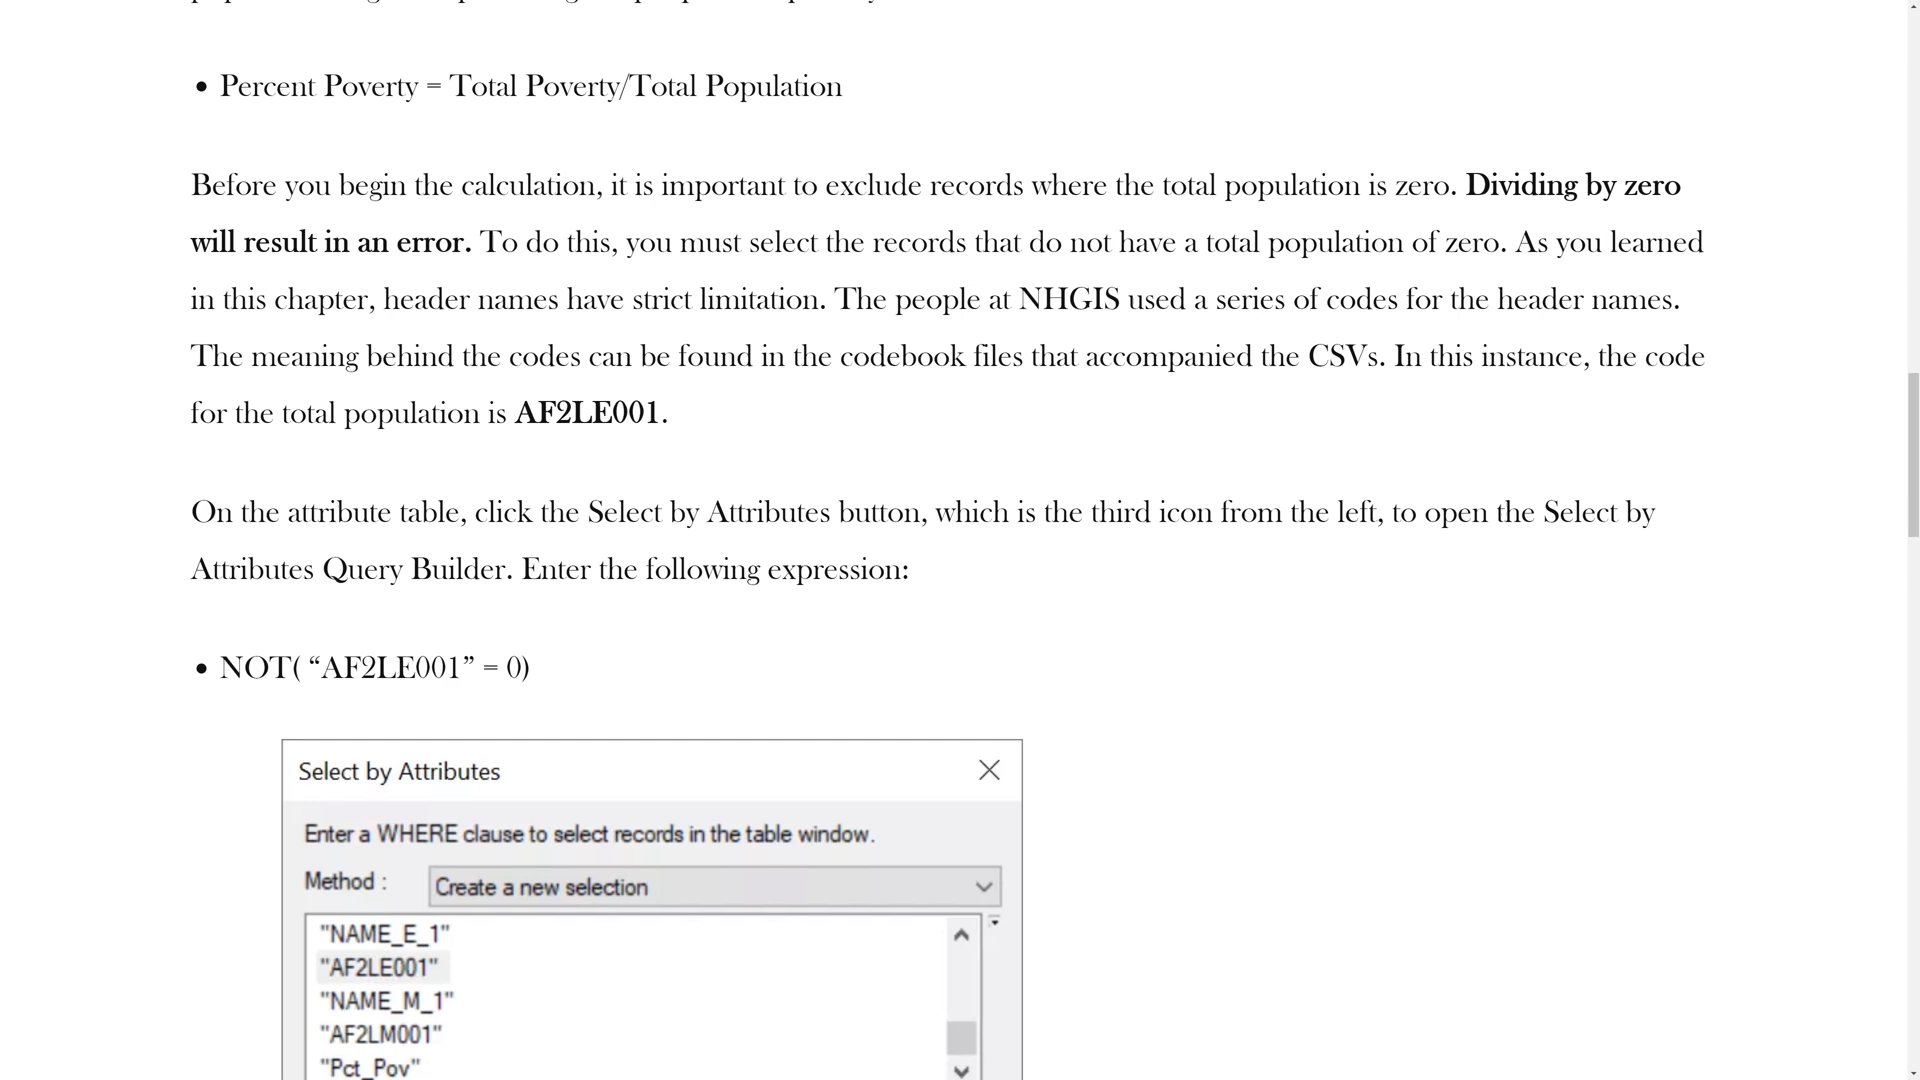 • Percent Poverty = Total Poverty/Total Population
Before you begin the calculation, it is important to exclude records where the total population is zero. Dividing by zero
will result in an error. To do this, you must select the records that do not have a total population of zero. As you learned
in this chapter, header names have strict limitation. The people at NHGIS used a series of codes for the header names.
The meaning behind the codes can be found in the codebook files that accompanied the CSVs. In this instance, the code
for the total population is AF2LE001.
On the attribute table, click the Select by Attributes button, which is the third icon from the left, to open the Select by
Attributes Query Builder. Enter the following expression:
• NOT( “AF2LE001” = 0)
Select by Attributes
Enter a WHERE clause to select records in the table window.
Method : Create a new selection
"NAME_E_1"
"AF2LE001"
"NAME_M_1"
"AF2LM001"
"Pct_Pov"